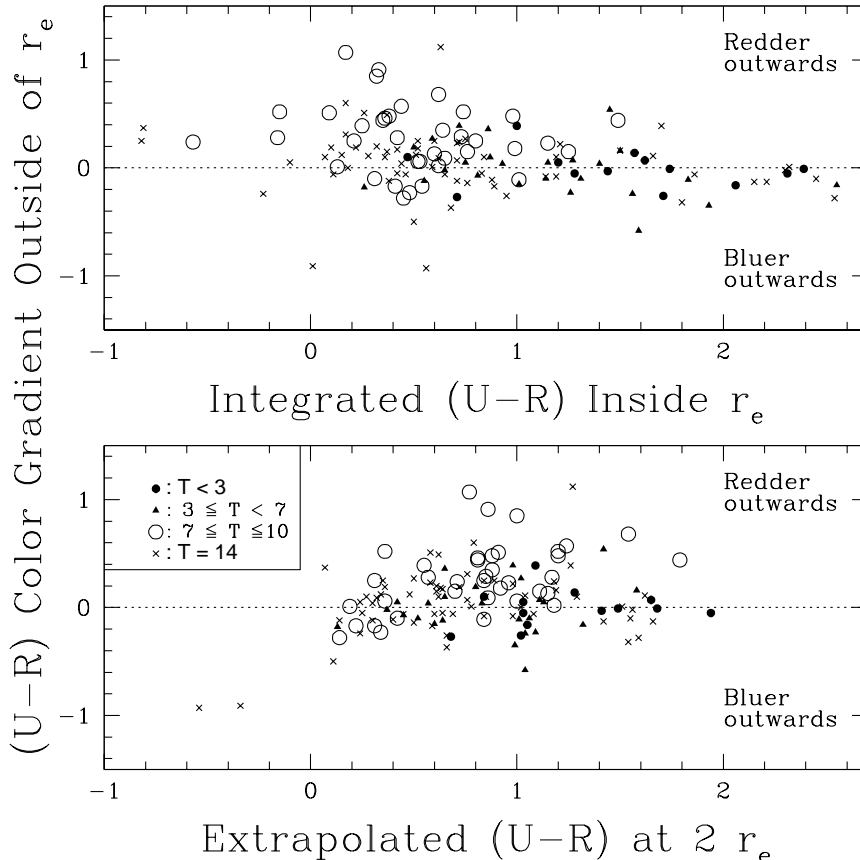 (U−R) Color Gradient Outside of r_e
1
0
−1
Redder
outwards
Bluer
outwards
−1 0 1 2
Integrated (U−R) Inside r_e
● : T < 3
▲ : 3 ≦ T < 7
○ : 7 ≦ T ≦10
× : T = 14
1
0
−1
Redder
outwards
Bluer
outwards
−1 0 1 2
Extrapolated (U−R) at 2 r_e